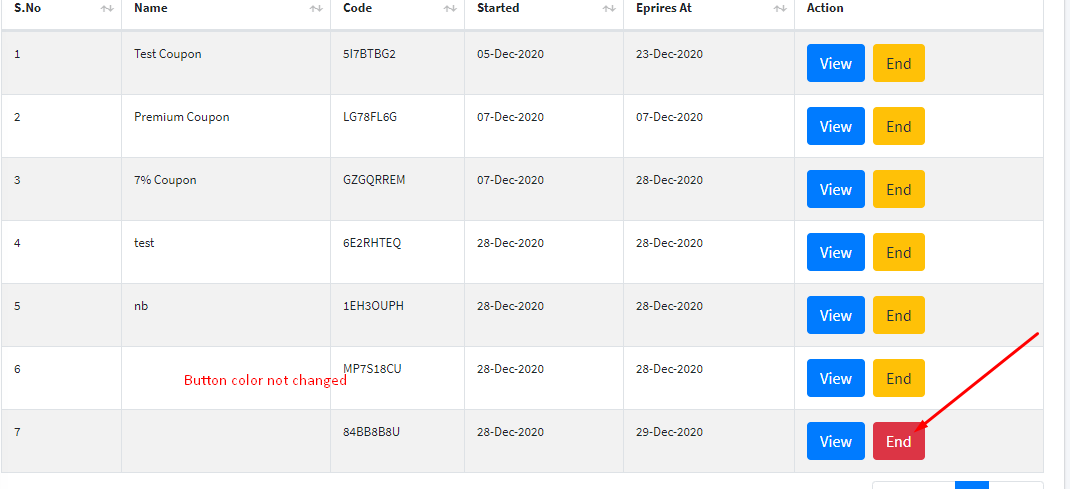 S.No Name Code Started Eprires At Action
1 Test Coupon 5I7BTBG2 05-Dec-2020 23-Dec-2020 View End
2 Premium Coupon LG78FL6G 07-Dec-2020 07-Dec-2020 View End
3 7% Coupon GZGQRREM 07-Dec-2020 28-Dec-2020 View End
4 test 6E2RHTEQ 28-Dec-2020 28-Dec-2020 View End
5 nb 1EH3OUPH 28-Dec-2020 28-Dec-2020 View End
6 MP7S18CU 28-Dec-2020 28-Dec-2020 View End
Button color not changed
7 84BB8B8U 28-Dec-2020 29-Dec-2020 View End